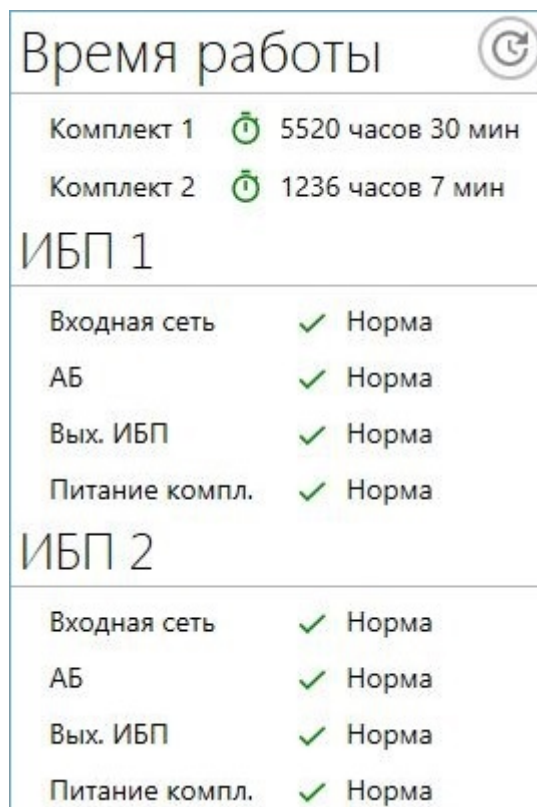 Время работы
Комплект 1 5520 часов 30 мин
Комплект 2 1236 часов 7 мин
ИБП 1
Входная сеть Норма
АБ Норма
Вых. ИБП Норма
Питание компл. Норма
ИБП 2
Входная сеть Норма
АБ Норма
Вых. ИБП Норма
Питание компл. Норма